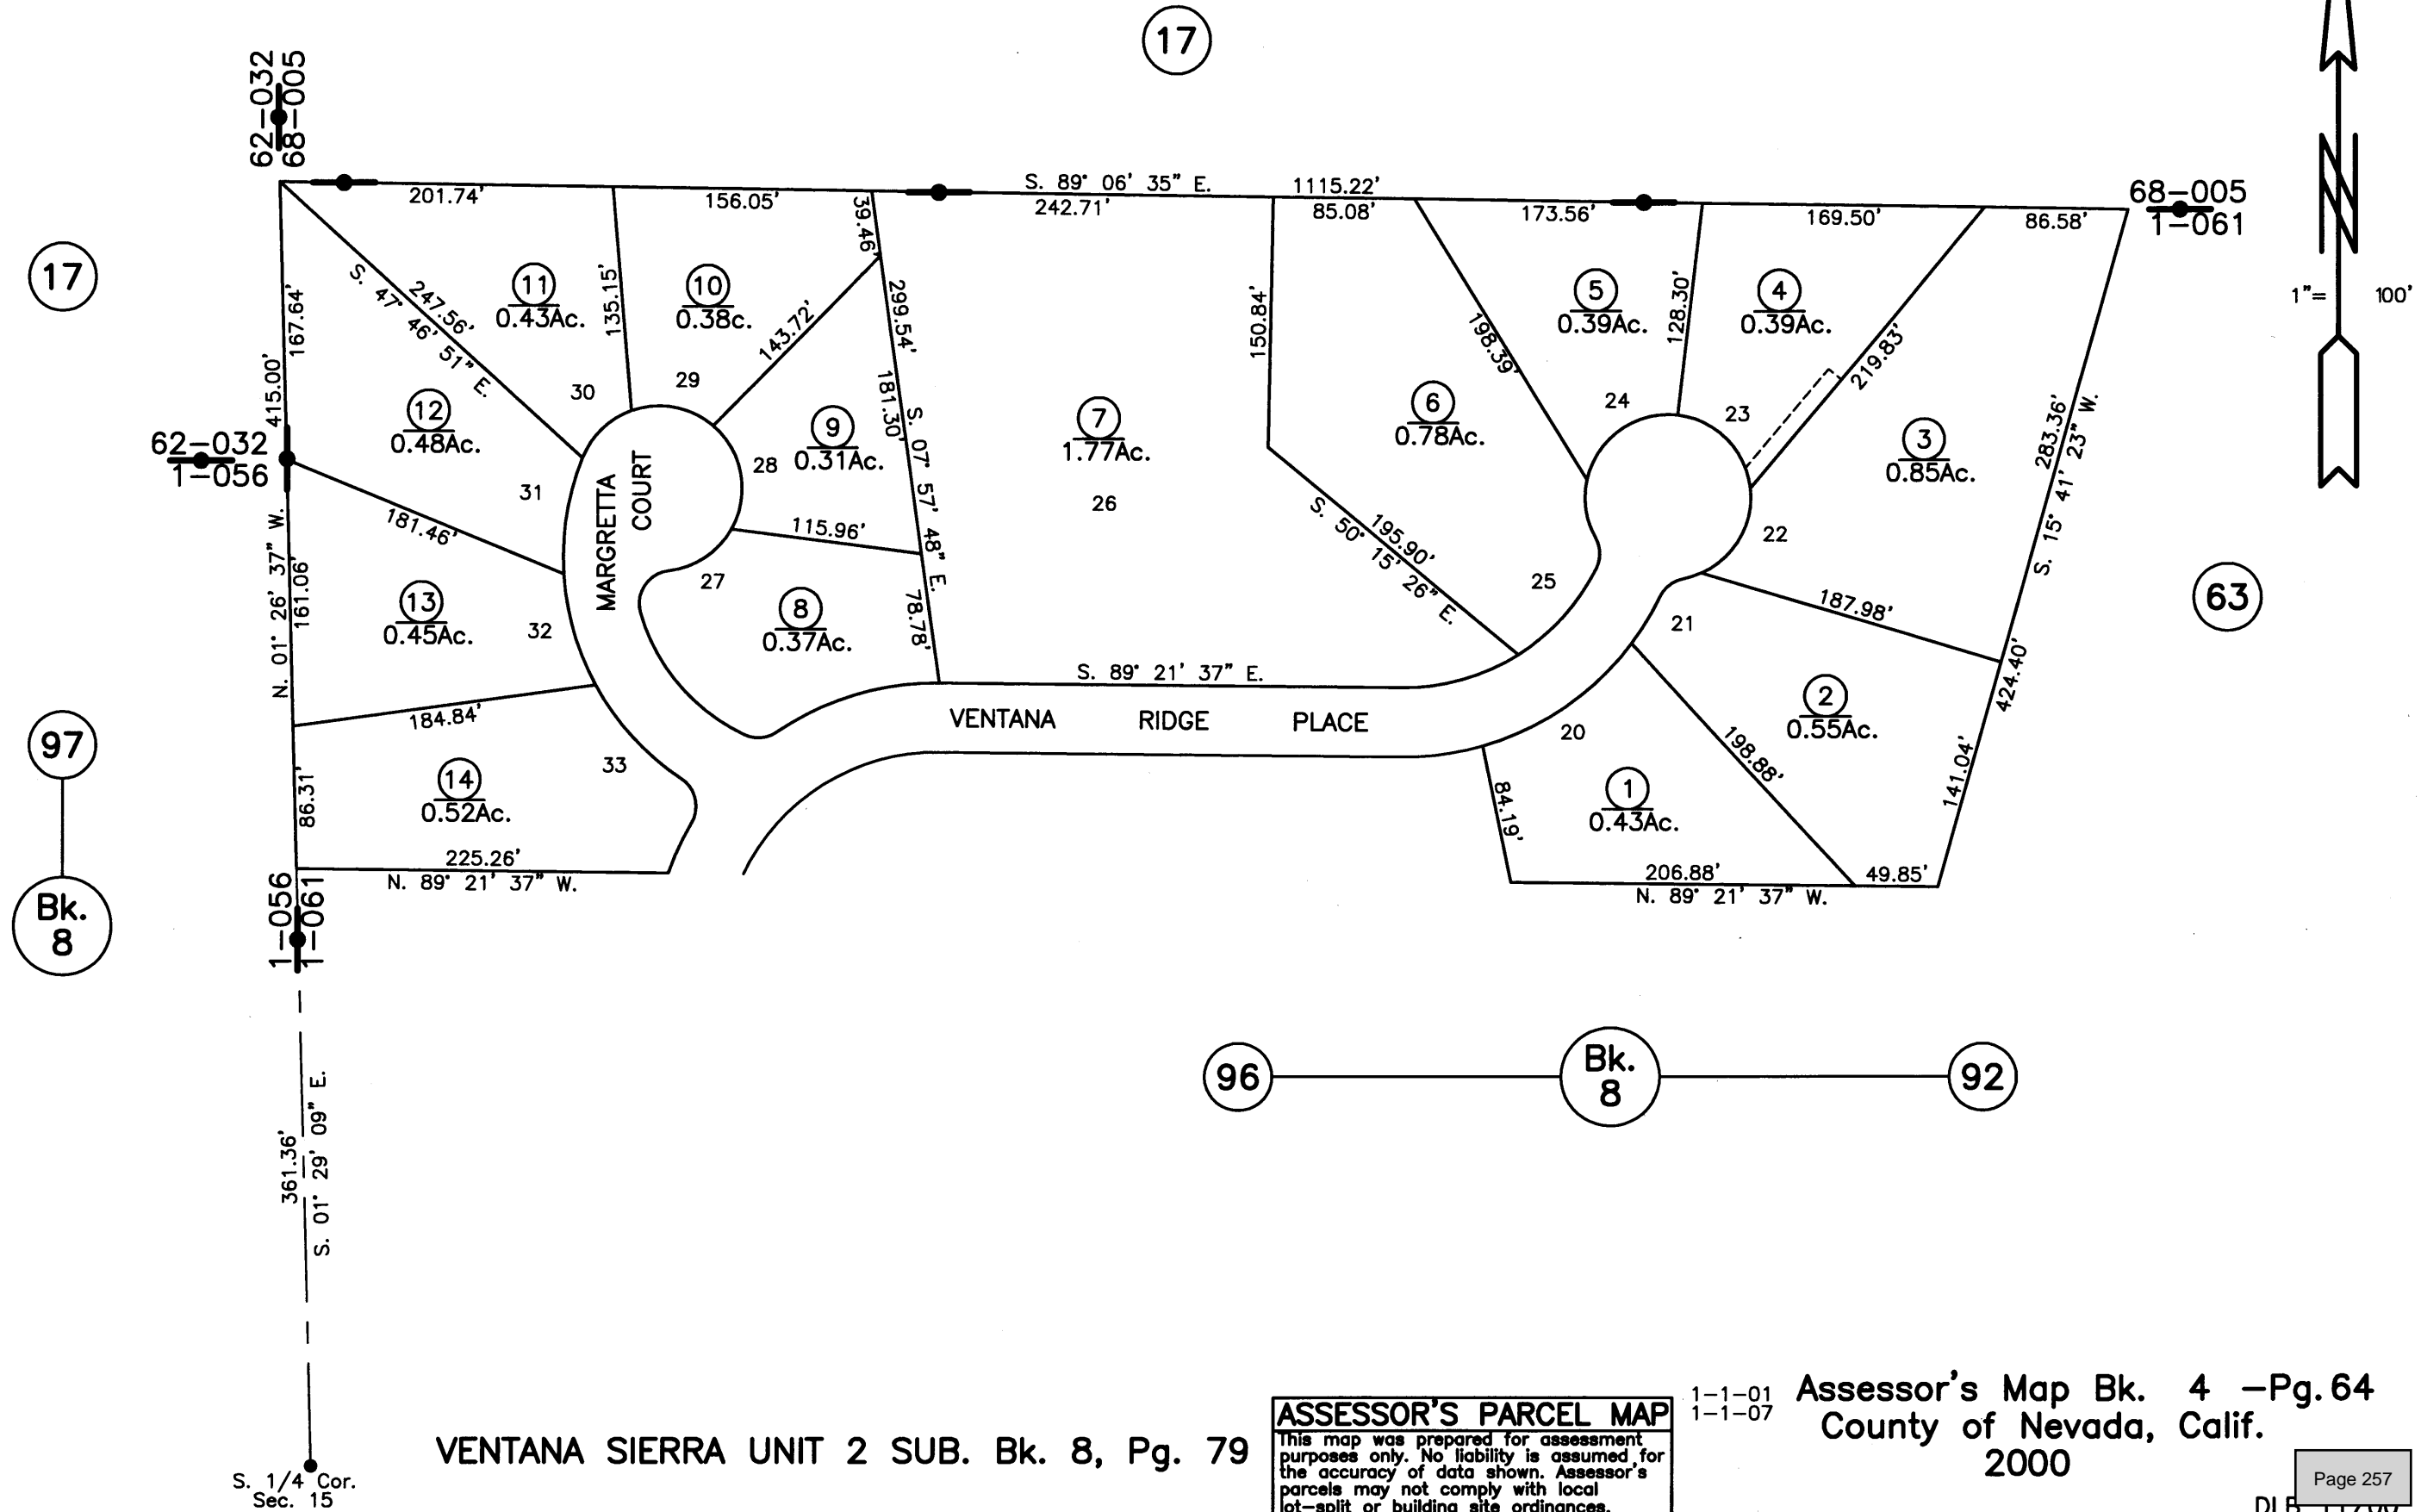 17
62-032
68-005
S. 89° 06' 35" E.
1115.22'
201.74'
156.05'
242.71'
85.08'
173.56'
169.50'
86.58'
68-005
1-061
17
1"= 100'
167.64'
415.00'
S. 47° 46' 51" E.
247.56'
11
0.43Ac.
135.15'
10
0.38c.
39.46'
143.72'
299.54'
181.30'
S. 07° 57' 48" E.
78.78'
150.84'
198.39'
5
0.39Ac.
128.30'
4
0.39Ac.
219.83'
283.36'
S. 15° 41' 23" W.
424.40'
141.04'
30
29
12
0.48Ac.
9
0.31Ac.
28
7
1.77Ac.
26
6
0.78Ac.
24
23
3
0.85Ac.
62-032
1-056
31
MARGRETTA
COURT
181.46'
115.96'
S. 50° 15' 26" E.
195.90'
22
N. 01° 26' 37" W.
161.06'
13
0.45Ac.
32
27
8
0.37Ac.
25
21
187.98'
63
S. 89° 21' 37" E.
184.84'
VENTANA RIDGE PLACE
20
2
0.55Ac.
198.88'
97
33
14
0.52Ac.
86.31'
84.19'
1
0.43Ac.
225.26'
N. 89° 21' 37" W.
206.88'
49.85'
N. 89° 21' 37" W.
Bk.
8
1-056
1-061
96
Bk.
8
92
361.36'
S. 01° 29' 09" E.
S. 1/4 Cor.
Sec. 15
VENTANA SIERRA UNIT 2 SUB. Bk. 8, Pg. 79
ASSESSOR'S PARCEL MAP
This map was prepared for assessment
purposes only. No liability is assumed for
the accuracy of data shown. Assessor's
parcels may not comply with local
lot-split or building site ordinances.
1-1-01
1-1-07
Assessor's Map Bk. 4 -Pg.64
County of Nevada, Calif.
2000
Page 257
DLB